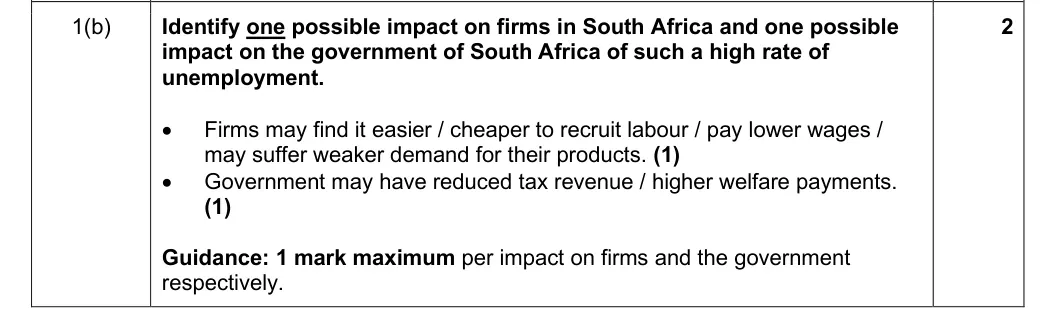 1(b) Identify one possible impact on firms in South Africa and one possible 2
impact on the government of South Africa of such a high rate of
unemployment.
• Firms may find it easier / cheaper to recruit labour / pay lower wages /
may suffer weaker demand for their products. (1)
• Government may have reduced tax revenue / higher welfare payments.
(1)
Guidance: 1 mark maximum per impact on firms and the government
respectively.